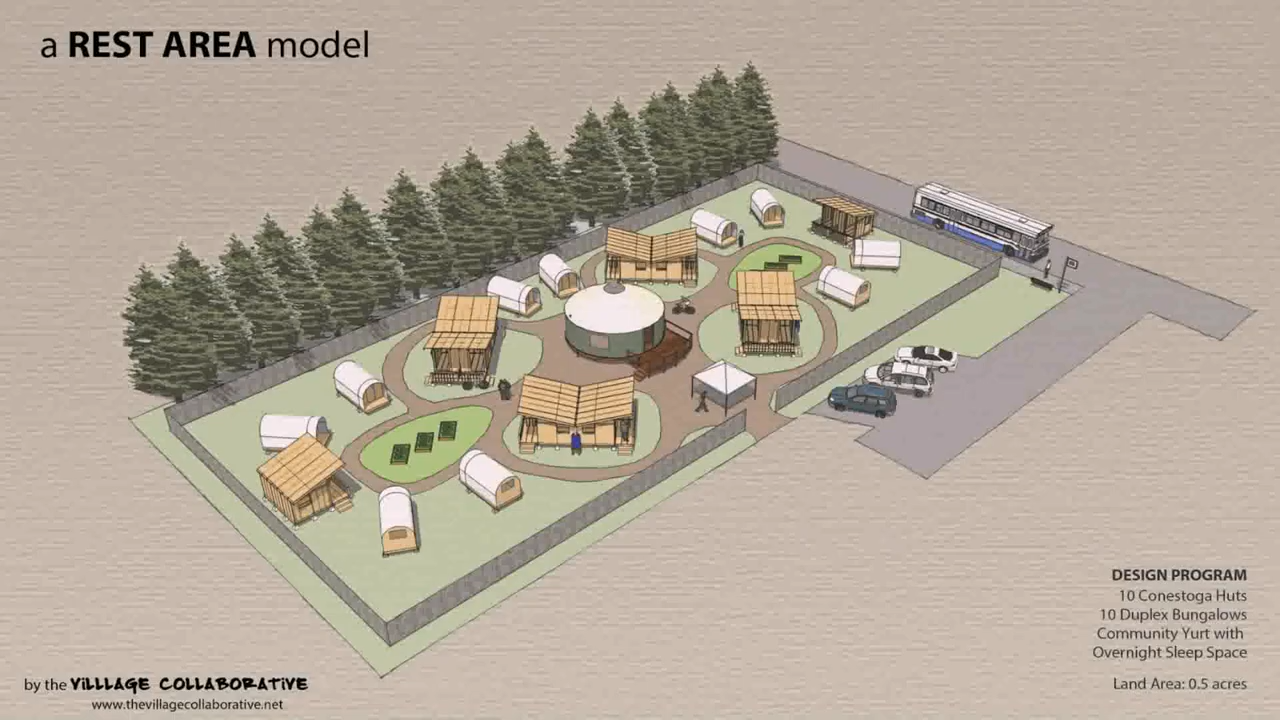 a REST AREA model
DESIGN PROGRAM
10 Conestoga Huts
10 Duplex Bungalows
Community Yurt with
Overnight Sleep Space
Land Area: 0.5 acres
by the ViLLLAGE COLLABORATiVE
www.thevillagecollaborative.net